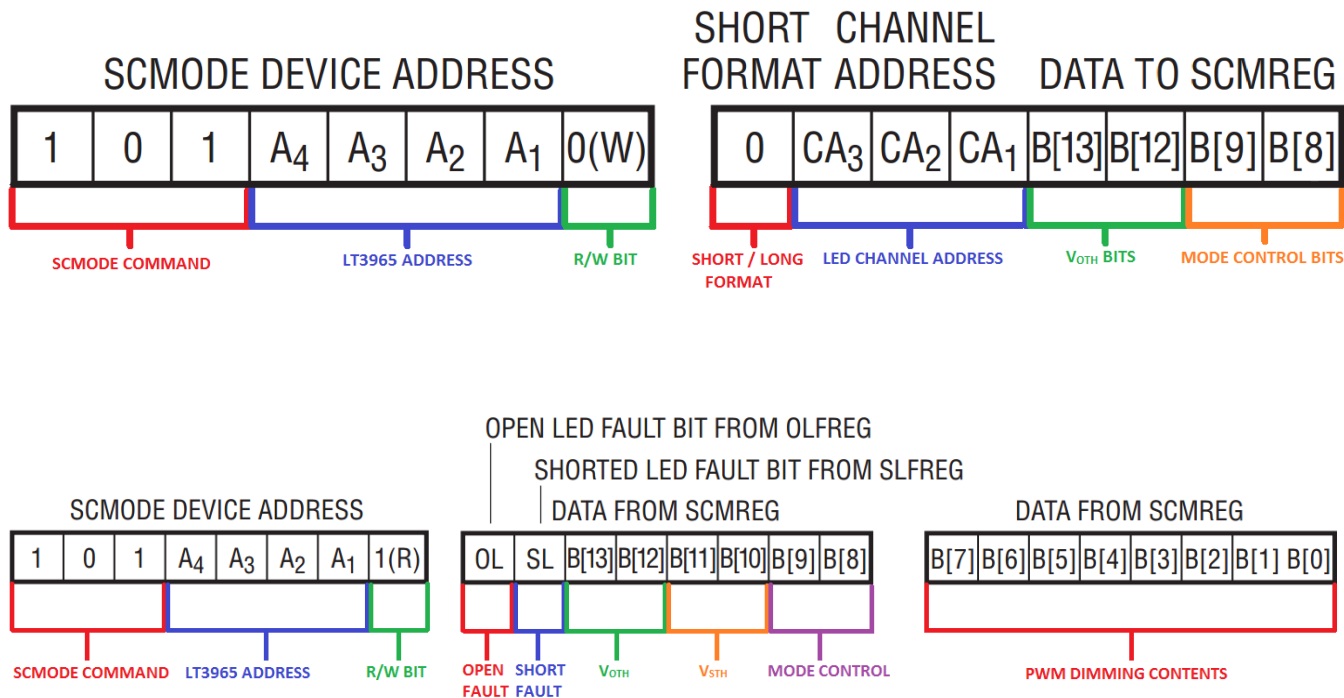 SCMODE DEVICE ADDRESS
SHORT CHANNEL
FORMAT ADDRESS DATA TO SCMREG
1 0 1 A4 A3 A2 A1 0(W)
0 CA3 CA2 CA1 B[13] B[12] B[9] B[8]
SCMODE COMMAND
LT3965 ADDRESS
R/W BIT
SHORT / LONG
FORMAT
LED CHANNEL ADDRESS
VOTH BITS
MODE CONTROL BITS
OPEN LED FAULT BIT FROM OLFREG
SHORTED LED FAULT BIT FROM SLFREG
SCMODE DEVICE ADDRESS
DATA FROM SCMREG
DATA FROM SCMREG
1 0 1 A4 A3 A2 A1 1(R)
OL SL B[13] B[12] B[11] B[10] B[9] B[8]
B[7] B[6] B[5] B[4] B[3] B[2] B[1] B[0]
SCMODE COMMAND
LT3965 ADDRESS
R/W BIT
OPEN
FAULT
SHORT
FAULT
VOTH
VSTH
MODE CONTROL
PWM DIMMING CONTENTS